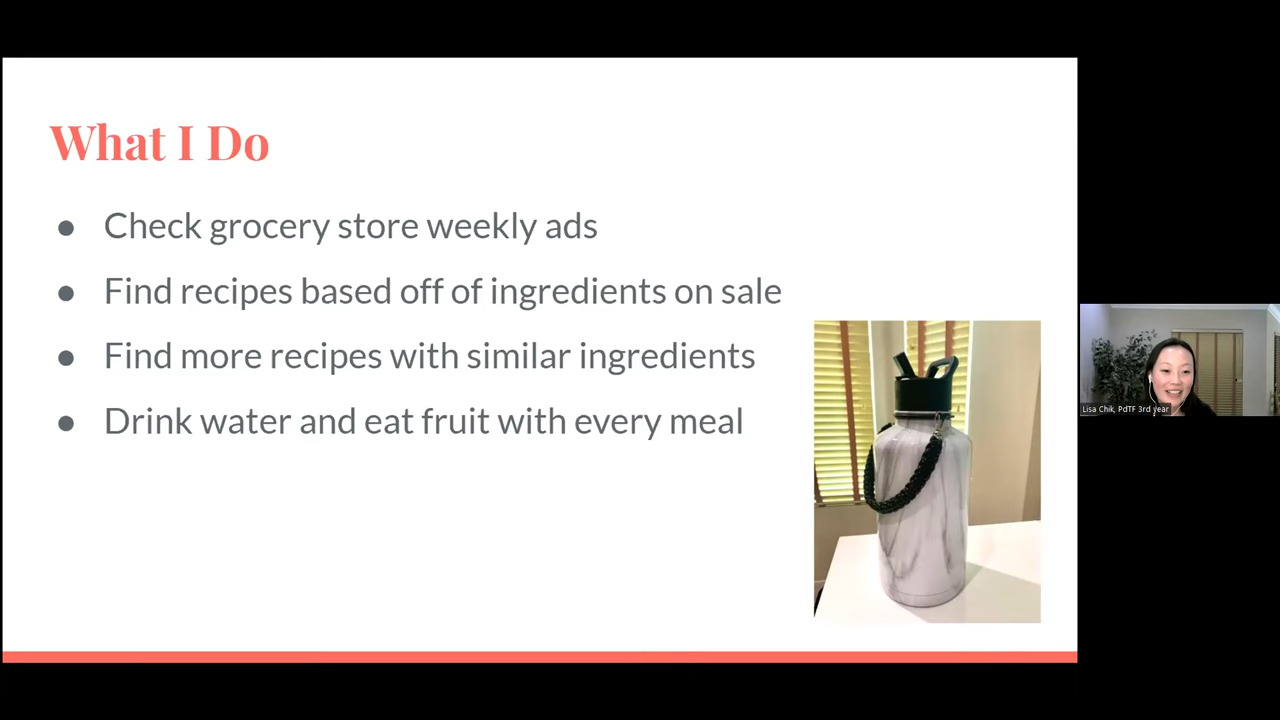 What I Do
● Check grocery store weekly ads
● Find recipes based off of ingredients on sale
● Find more recipes with similar ingredients
● Drink water and eat fruit with every meal
Lisa Chik, PdTF 3rd year